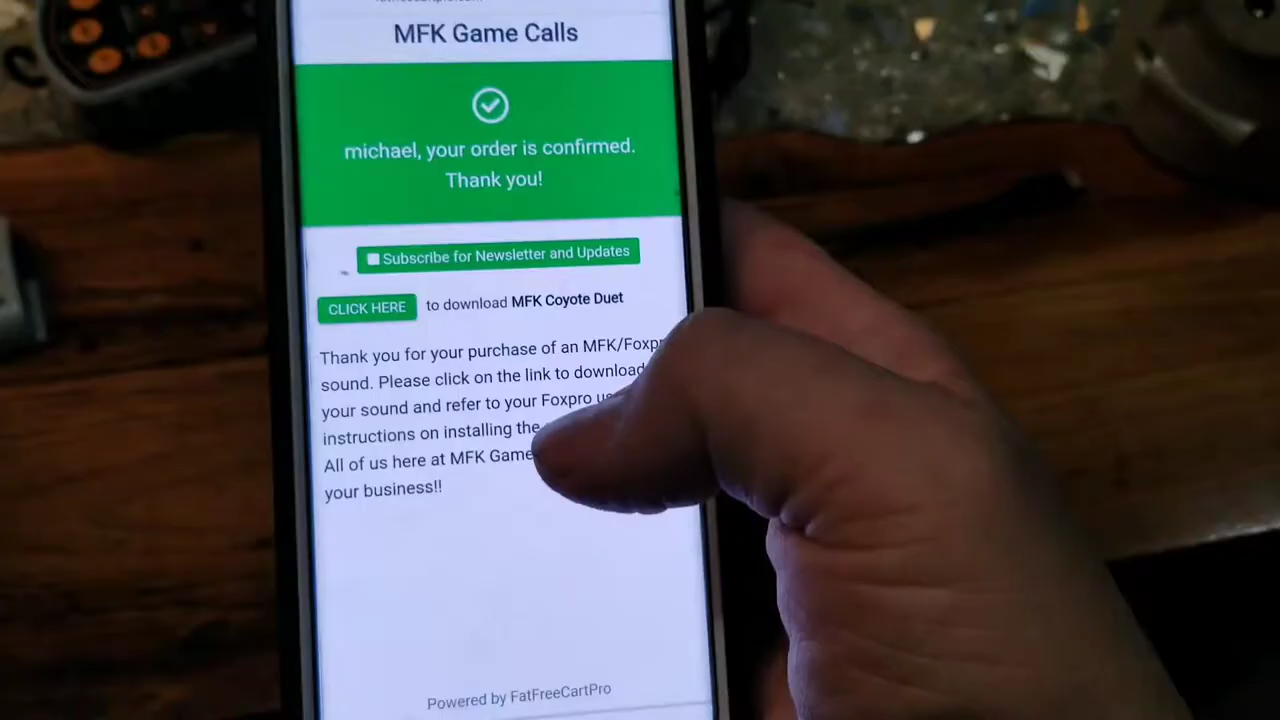 MFK Game Calls
michael, your order is confirmed.
Thank you!
Subscribe for Newsletter and Updates
CLICK HERE to download MFK Coyote Duet
Thank you for your purchase of an MFK/Foxpr
sound. Please click on the link to download
your sound and refer to your Foxpro
instructions on installing the
All of us here at MFK Game
your business!!
Powered by FatFreeCartPro